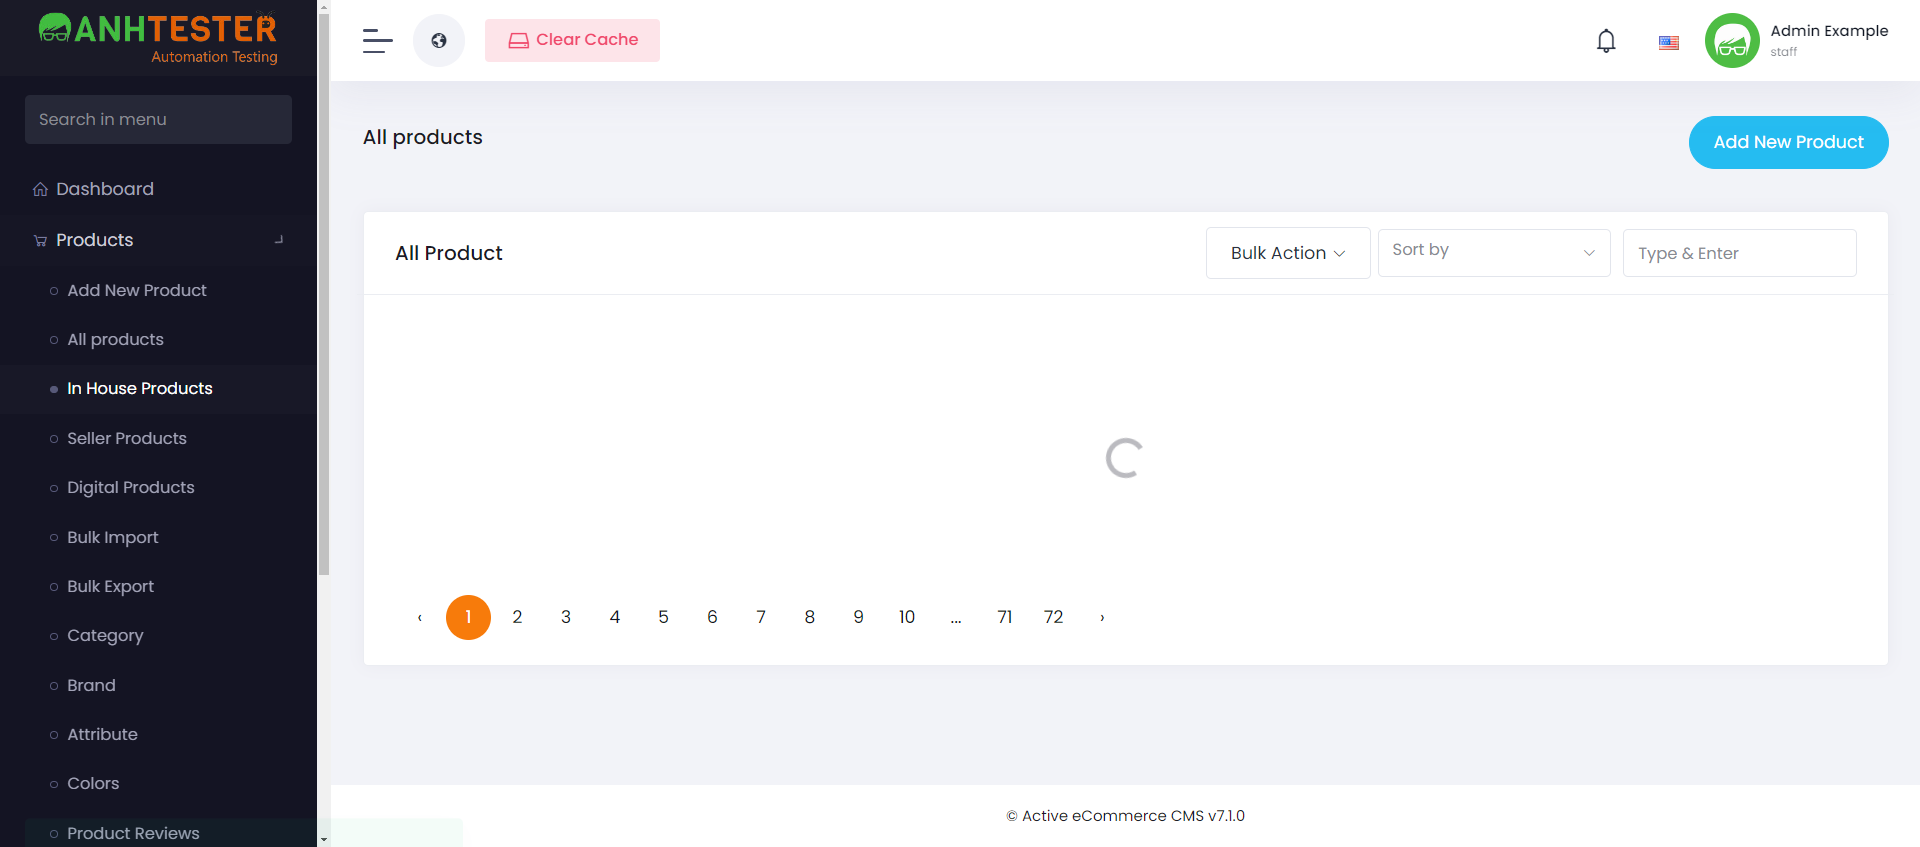 ANHTESTER
Automation Testing
Search in menu
Dashboard
Products
Add New Product
All products
In House Products
Seller Products
Digital Products
Bulk Import
Bulk Export
Category
Brand
Attribute
Colors
Product Reviews
Clear Cache
Admin Example
staff
All products
Add New Product
All Product
Bulk Action
Sort by
Type & Enter
‹ 1 2 3 4 5 6 7 8 9 10 ... 71 72 ›
© Active eCommerce CMS v7.1.0